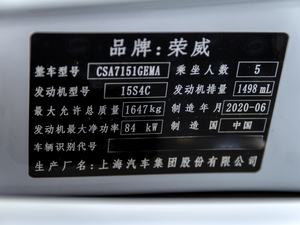 品牌:荣威
整车型号 CSA7151GEMA 乘坐人数 5
发动机型号 15S4C 发动机排量 1498 mL
最大允许总质量 1647kg 制造年月 2020-06
发动机最大净功率 84 kW 制造国 中国
车辆识别代号
生产厂名:上海汽车集团股份有限公司